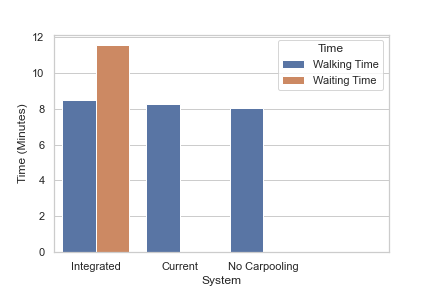 12
10
8
6
4
2
0
Time (Minutes)
Time
Walking Time
Waiting Time
Integrated
Current
No Carpooling
System